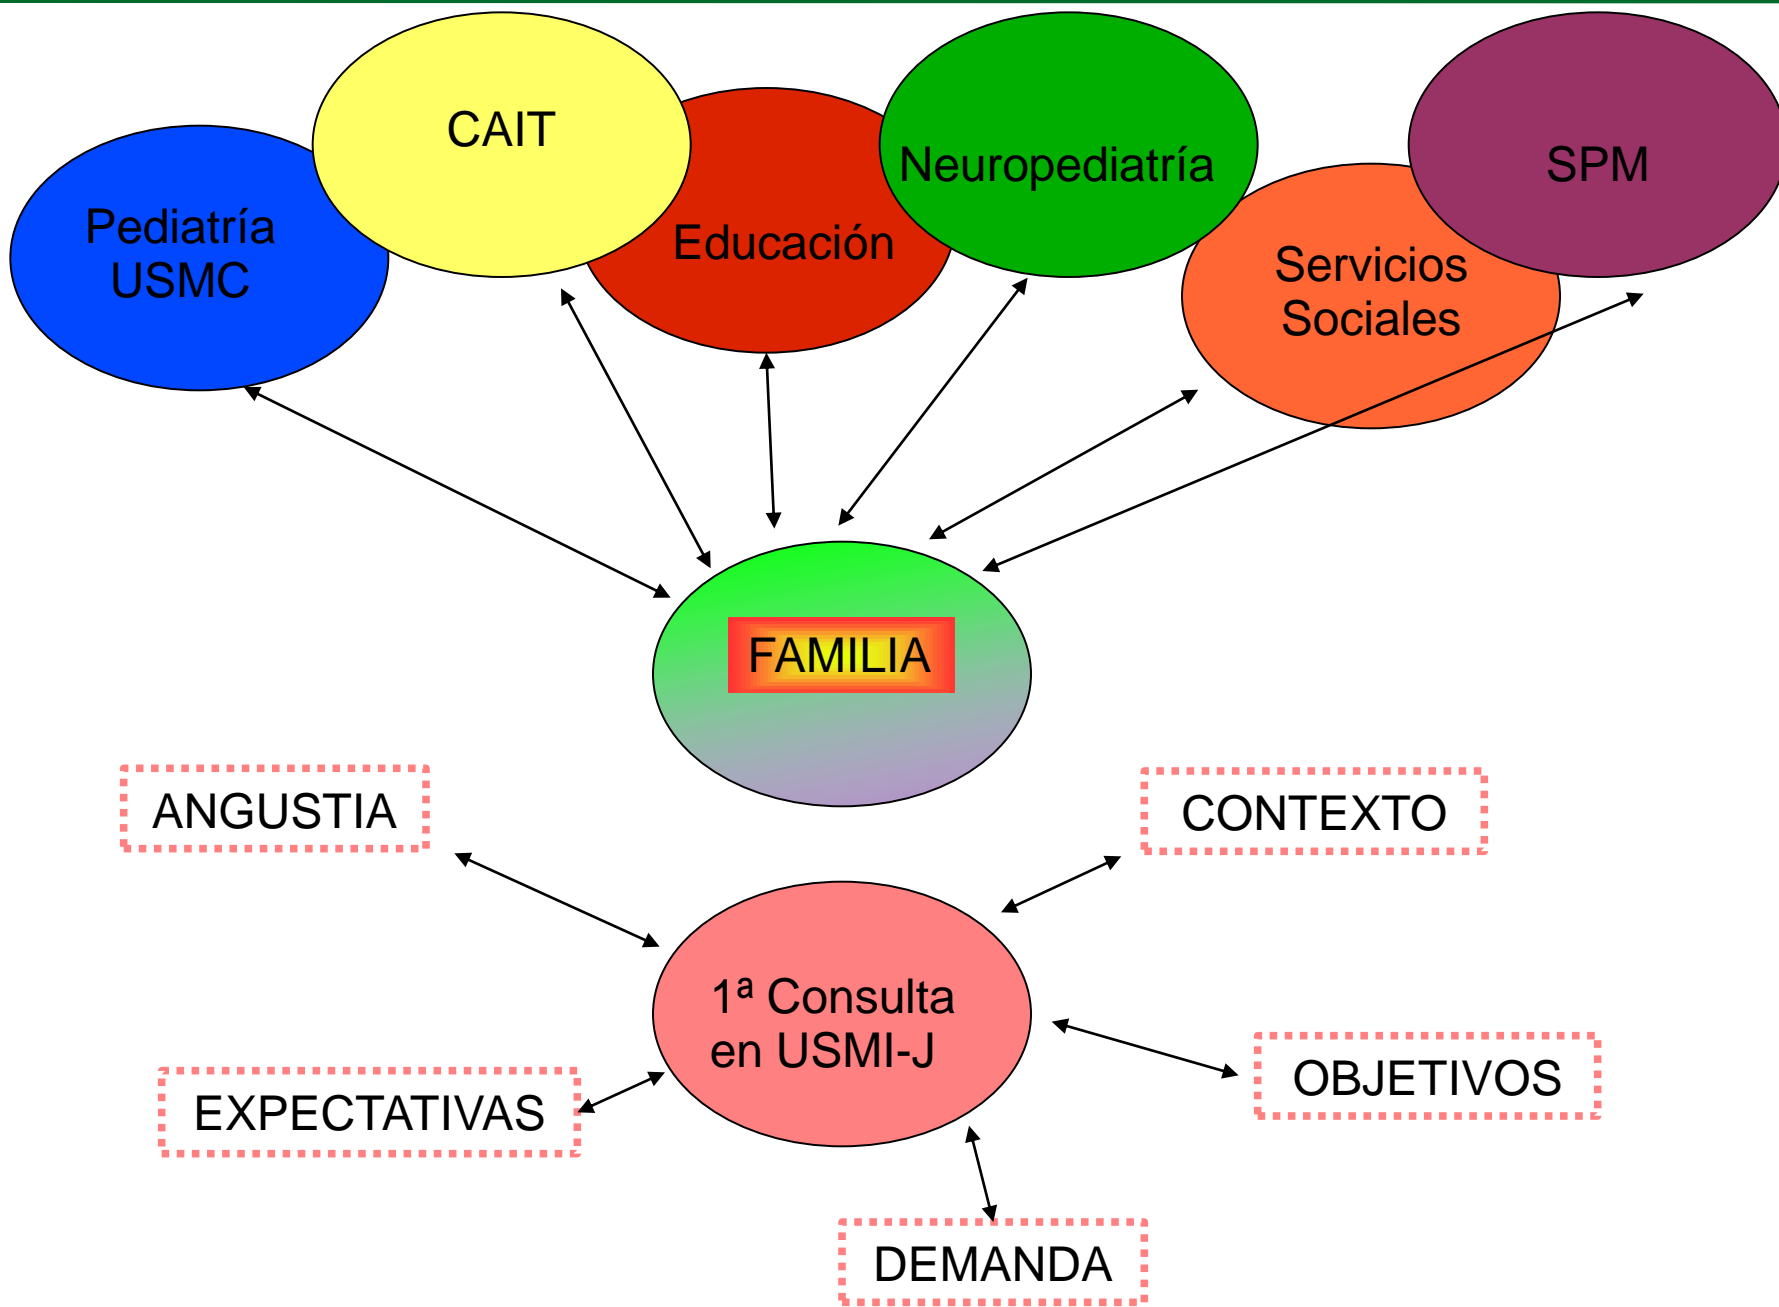 CAIT
Neuropediatría
SPM
Pediatría
USMC
Educación
Servicios
Sociales
FAMILIA
ANGUSTIA
CONTEXTO
1ª Consulta
en USMI-J
EXPECTATIVAS
OBJETIVOS
DEMANDA